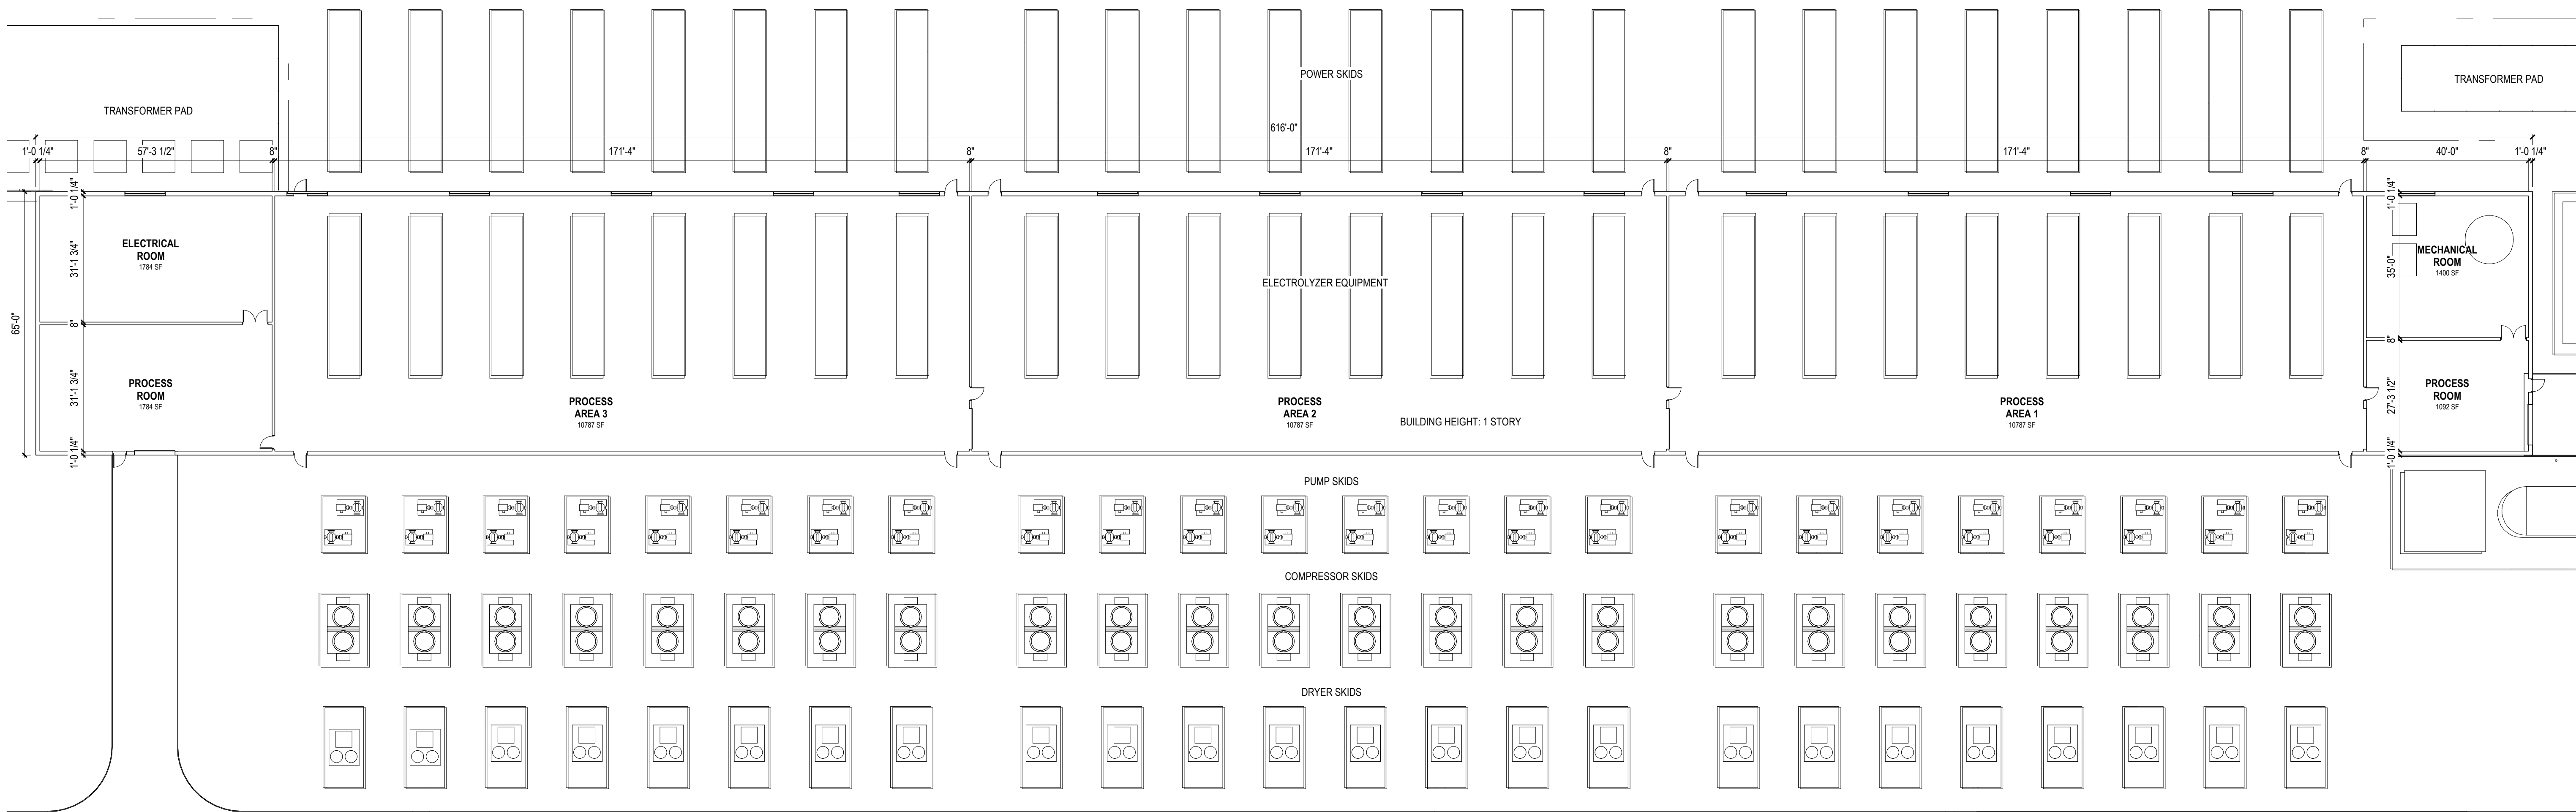 POWER SKIDS
TRANSFORMER PAD
TRANSFORMER PAD
616'-0"
1'-0 1/4"
57'-3 1/2"
8"
171'-4"
8"
171'-4"
8"
171'-4"
8"
40'-0"
1'-0 1/4"
1'-0 1/4"
31'-1 3/4"
8"
31'-1 3/4"
1'-0 1/4"
65'-0"
ELECTRICAL
ROOM
1784 SF
PROCESS
ROOM
1784 SF
PROCESS
AREA 3
10787 SF
ELECTROLYZER EQUIPMENT
PROCESS
AREA 2
10787 SF
BUILDING HEIGHT: 1 STORY
PROCESS
AREA 1
10787 SF
1'-0 1/4"
35'-0"
8"
27'-3 1/2"
1'-0 1/4"
MECHANICAL
ROOM
1400 SF
PROCESS
ROOM
1092 SF
PUMP SKIDS
COMPRESSOR SKIDS
DRYER SKIDS